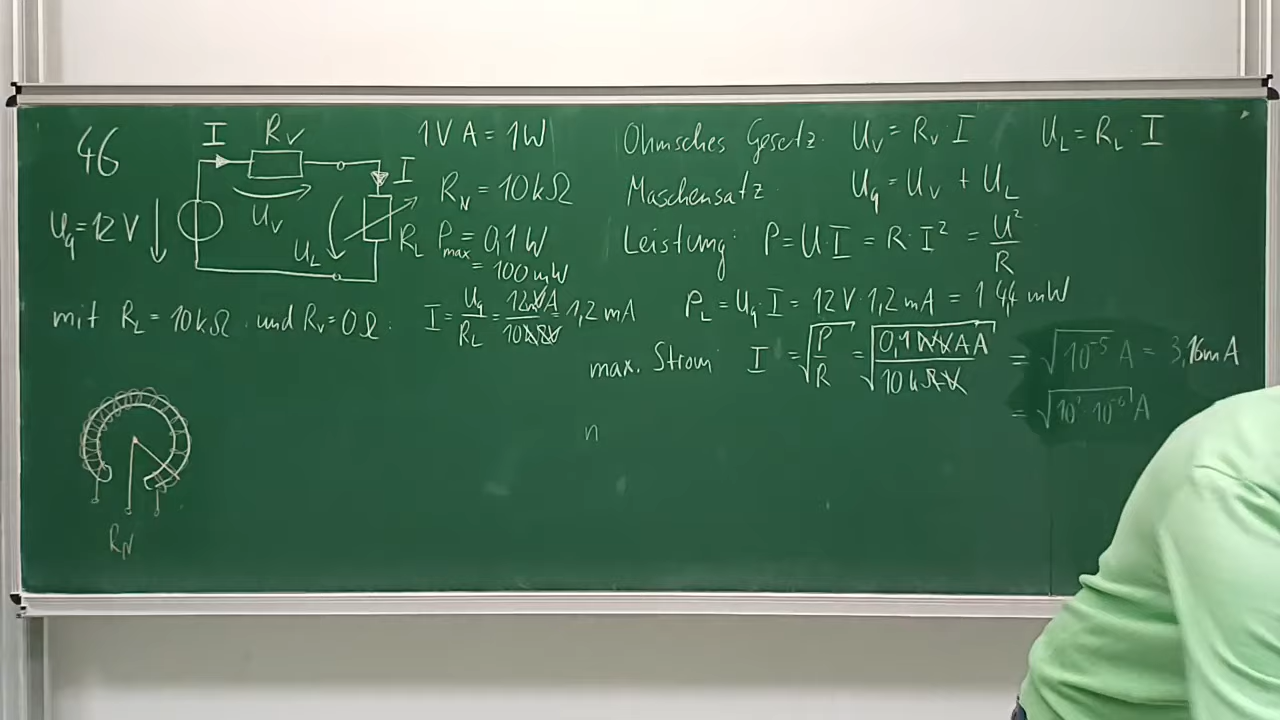 46
I R_V
1 V A = 1 W
Ohmsches Gesetz: U_V = R_V · I U_L = R_L · I
U_q = 12 V
U_V
I
U_L
R_L
R_N = 10 kΩ
Maschensatz: U_q = U_V + U_L
P_max = 0,1 W
= 100 mW
Leistung: P = U·I = R·I² = U²/R
mit R_L = 10 kΩ und R_V = 0 Ω: I = U_q/R_L = 12 V A/10 kΩ V = 1,2 mA
P_L = U_q · I = 12 V · 1,2 mA = 14,4 mW
max. Strom: I = √(P/R) = √(0,1 V V A A/10 kΩ V) = √(10⁻⁵) A = 3,16 mA
= √(10¹·10⁻⁶) A
n
R_N